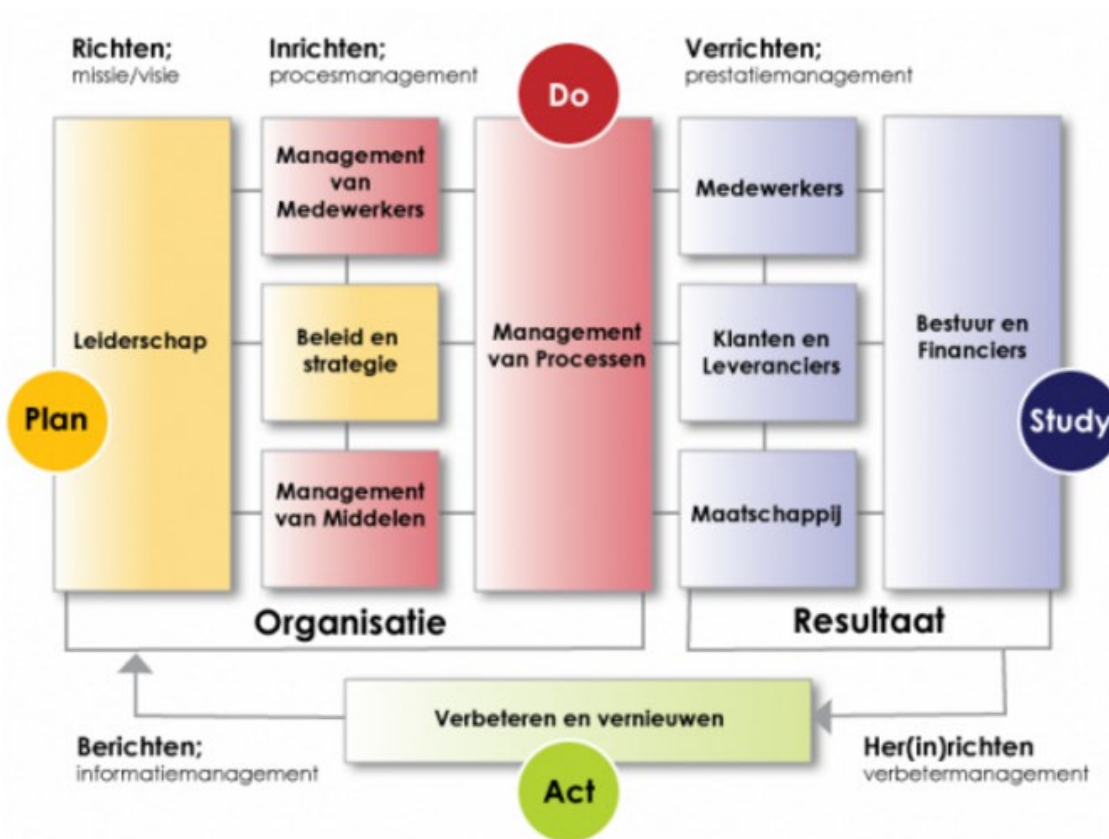 Richten;
missie/visie
Inrichten;
procesmanagement
Do
Verrichten;
prestatiemanagement
Leiderschap
Plan
Management
van
Medewerkers
Beleid en
strategie
Management
van Middelen
Management
van Processen
Medewerkers
Klanten en
Leveranciers
Maatschappij
Bestuur en
Financiers
Study
Organisatie
Resultaat
Verbeteren en vernieuwen
Berichten;
informatiemanagement
Act
Her(in)richten
verbetermanagement